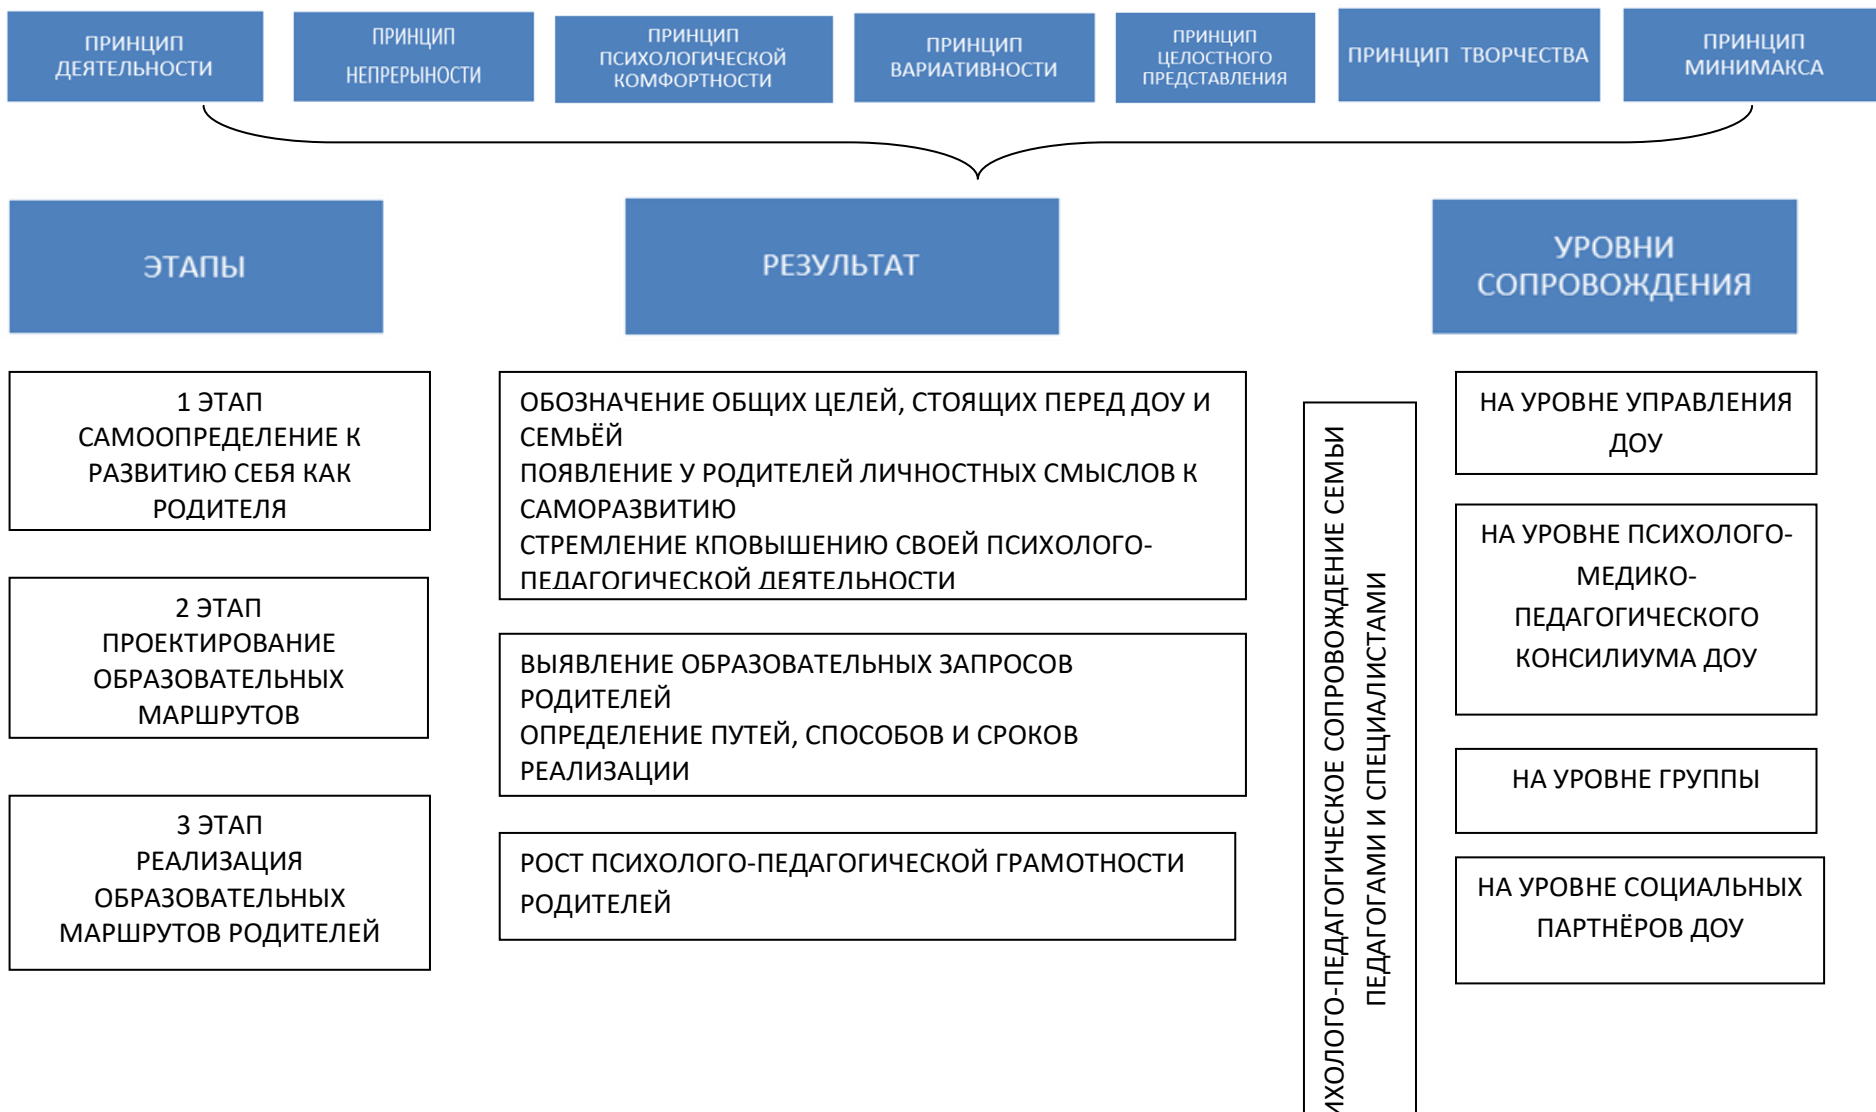 ПРИНЦИП
ДЕЯТЕЛЬНОСТИ
ПРИНЦИП
НЕПРЕРЫНОСТИ
ПРИНЦИП
ПСИХОЛОГИЧЕСКОЙ
КОМФОРТНОСТИ
ПРИНЦИП
ВАРИАТИВНОСТИ
ПРИНЦИП
ЦЕЛОСТНОГО
ПРЕДСТАВЛЕНИЯ
ПРИНЦИП ТВОРЧЕСТВА
ПРИНЦИП
МИНИМАКСА
ЭТАПЫ
РЕЗУЛЬТАТ
УРОВНИ
СОПРОВОЖДЕНИЯ
1 ЭТАП
САМООПРЕДЕЛЕНИЕ К
РАЗВИТИЮ СЕБЯ КАК
РОДИТЕЛЯ
2 ЭТАП
ПРОЕКТИРОВАНИЕ
ОБРАЗОВАТЕЛЬНЫХ
МАРШРУТОВ
3 ЭТАП
РЕАЛИЗАЦИЯ
ОБРАЗОВАТЕЛЬНЫХ
МАРШРУТОВ РОДИТЕЛЕЙ
ОБОЗНАЧЕНИЕ ОБЩИХ ЦЕЛЕЙ, СТОЯЩИХ ПЕРЕД ДОУ И
СЕМЬЁЙ
ПОЯВЛЕНИЕ У РОДИТЕЛЕЙ ЛИЧНОСТНЫХ СМЫСЛОВ К
САМОРАЗВИТИЮ
СТРЕМЛЕНИЕ КПОВЫШЕНИЮ СВОЕЙ ПСИХОЛОГО-
ПЕДАГОГИЧЕСКОЙ ДЕЯТЕЛЬНОСТИ
ВЫЯВЛЕНИЕ ОБРАЗОВАТЕЛЬНЫХ ЗАПРОСОВ
РОДИТЕЛЕЙ
ОПРЕДЕЛЕНИЕ ПУТЕЙ, СПОСОБОВ И СРОКОВ
РЕАЛИЗАЦИИ
РОСТ ПСИХОЛОГО-ПЕДАГОГИЧЕСКОЙ ГРАМОТНОСТИ
РОДИТЕЛЕЙ
ИХОЛОГО-ПЕДАГОГИЧЕСКОЕ СОПРОВОЖДЕНИЕ СЕМЬИ
ПЕДАГОГАМИ И СПЕЦИАЛИСТАМИ
НА УРОВНЕ УПРАВЛЕНИЯ
ДОУ
НА УРОВНЕ ПСИХОЛОГО-
МЕДИКО-
ПЕДАГОГИЧЕСКОГО
КОНСИЛИУМА ДОУ
НА УРОВНЕ ГРУППЫ
НА УРОВНЕ СОЦИАЛЬНЫХ
ПАРТНЁРОВ ДОУ